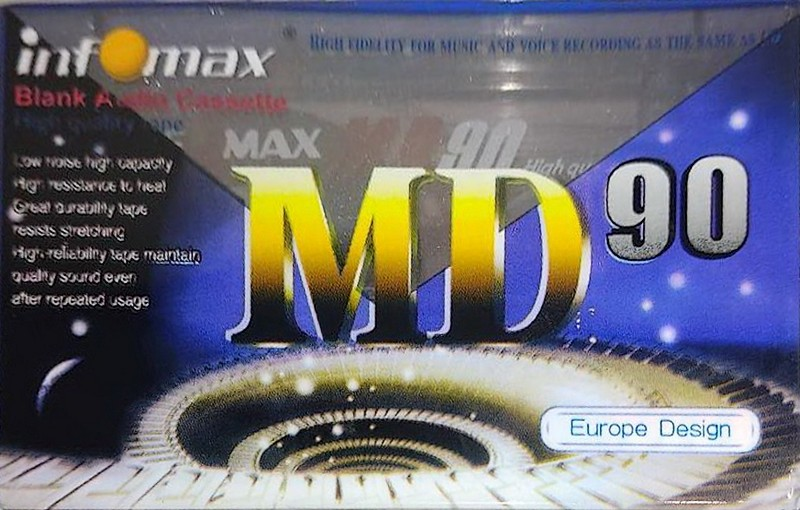 infomax ®
HIGH FIDELITY FOR MUSIC AND VOICE RECORDING AS THE SAME AS
Blank Audio Cassette
High quality tape
MAX 90
High qu
Low noise high capacity
High resistance to heat
Great durability tape
resists stretching
High-reliability tape maintain
quality sound even
after repeated usage
MD 90
Europe Design